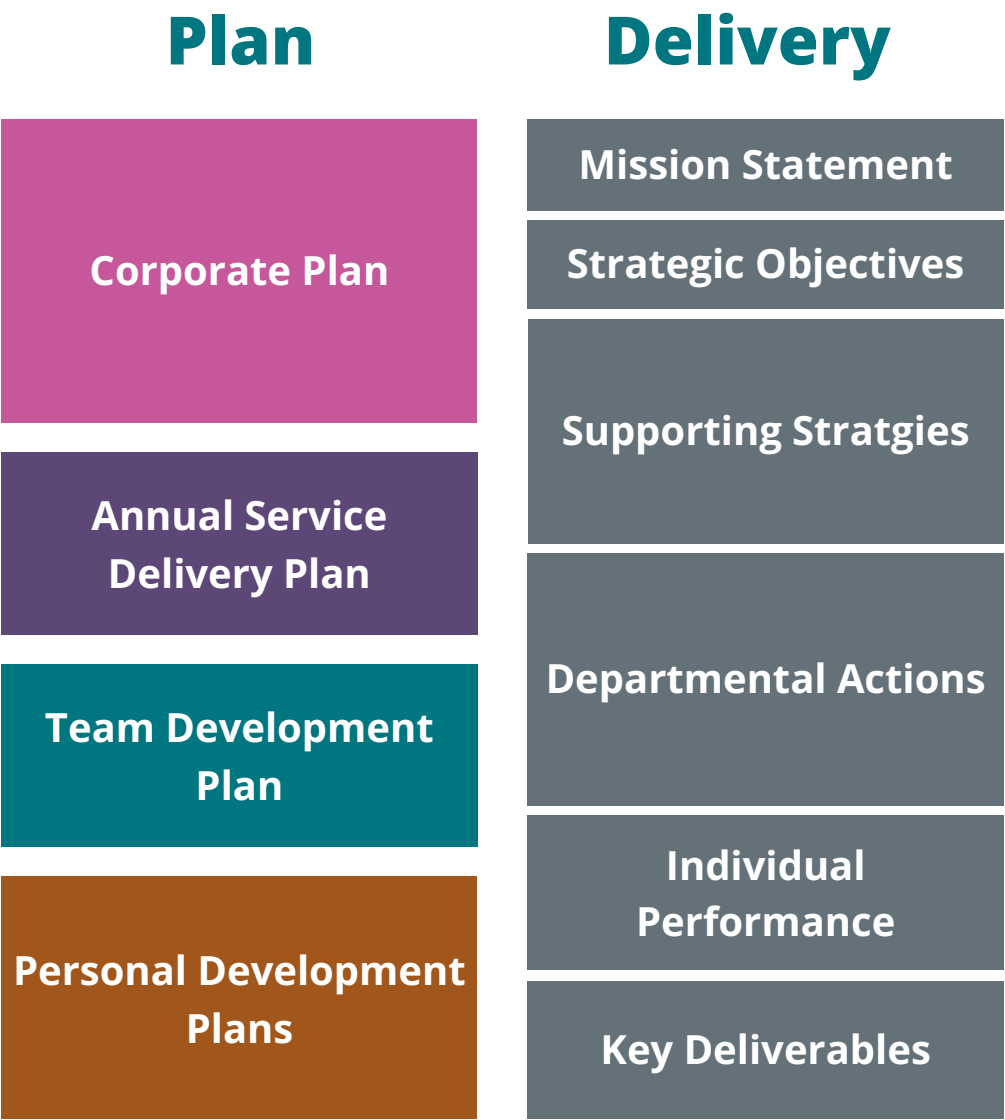 Plan
Delivery
Corporate Plan
Annual Service
Delivery Plan
Team Development
Plan
Personal Development
Plans
Mission Statement
Strategic Objectives
Supporting Stratgies
Departmental Actions
Individual
Performance
Key Deliverables